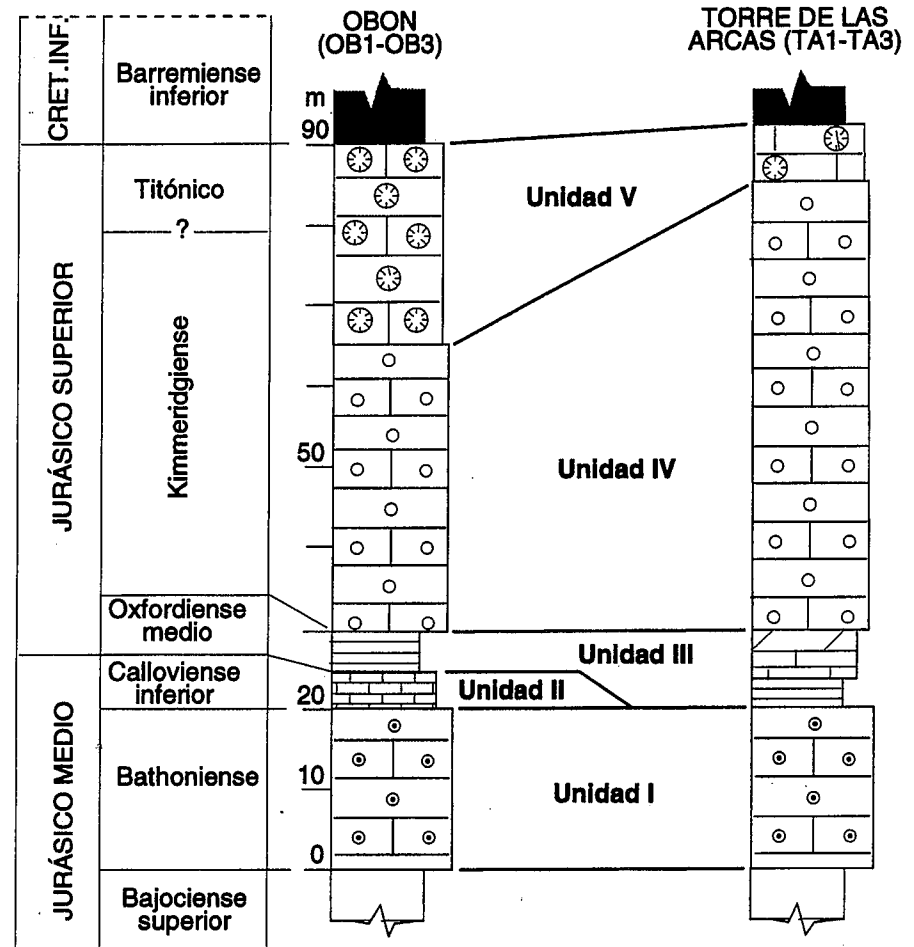 OBON
(OB1-OB3)
TORRE DE LAS
ARCAS (TA1-TA3)
CRET.INF.
Barremiense
inferior
m
90
JURÁSICO SUPERIOR
Titónico
?
Kimmeridgiense
Unidad V
50
Unidad IV
Oxfordiense
medio
Unidad III
JURÁSICO MEDIO
Calloviense
inferior
20
Unidad II
Bathoniense
10
Unidad I
0
Bajociense
superior